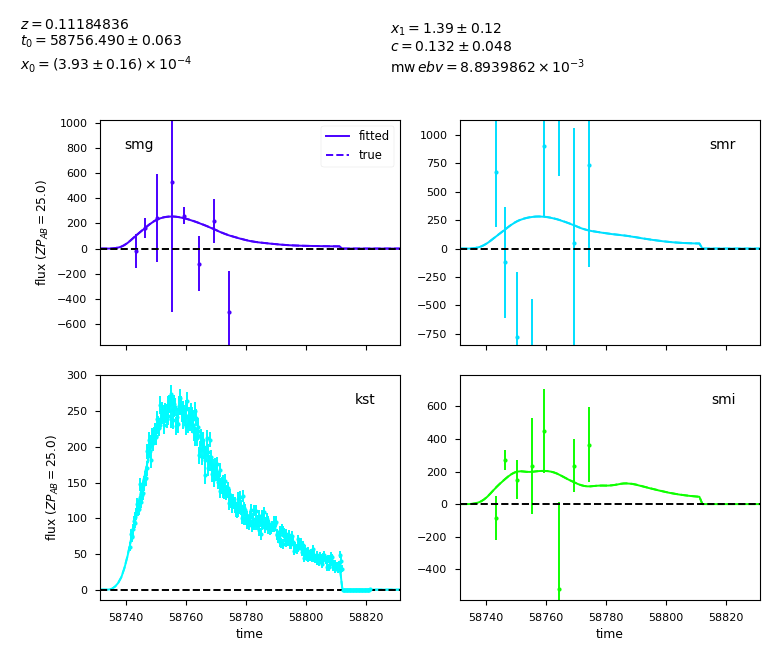 z = 0.11184836
t₀ = 58756.490 ± 0.063
x₀ = (3.93 ± 0.16) × 10⁻⁴
x₁ = 1.39 ± 0.12
c = 0.132 ± 0.048
mw ebv = 8.8939862 × 10⁻³
1000
800
600
400
200
0
−200
−400
−600
flux (ZP_AB = 25.0)
smg
fitted
true
1000
750
500
250
0
−250
−500
−750
smr
300
250
200
150
100
50
0
flux (ZP_AB = 25.0)
kst
58740 58760 58780 58800 58820
time
600
400
200
0
−200
−400
smi
58740 58760 58780 58800 58820
time